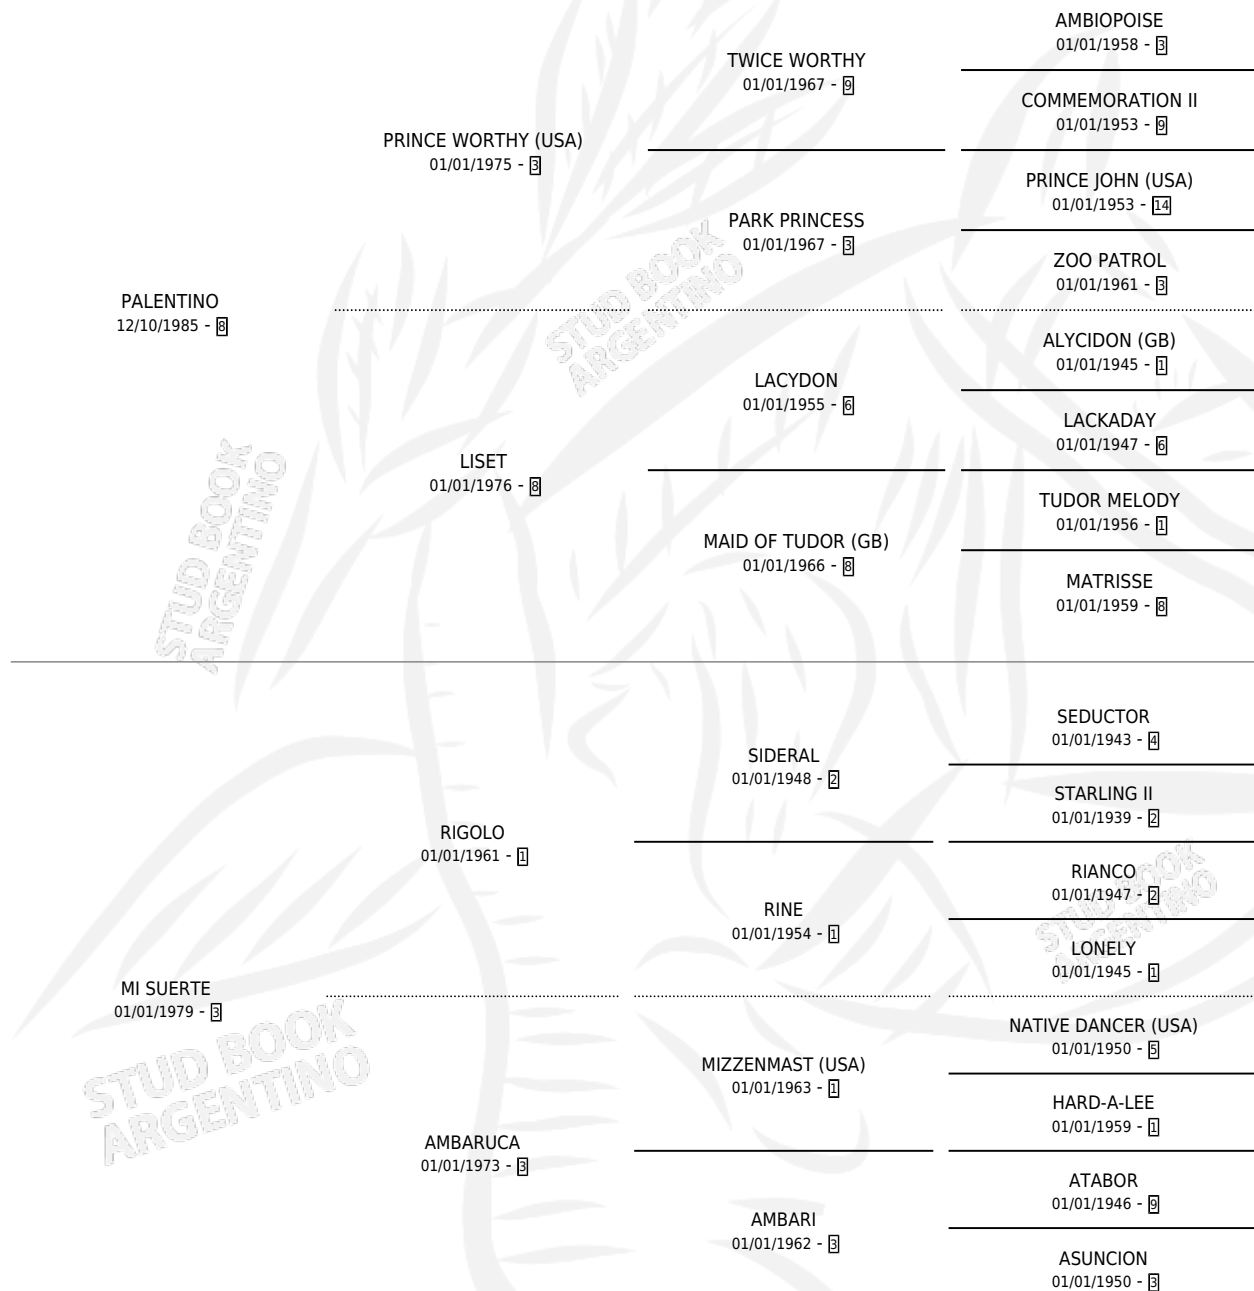 AMBIOPOISE
01/01/1958 - 3
TWICE WORTHY
01/01/1967 - 9
COMMEMORATION II
01/01/1953 - 9
PRINCE WORTHY (USA)
01/01/1975 - 3
PRINCE JOHN (USA)
01/01/1953 - 14
PARK PRINCESS
01/01/1967 - 3
ZOO PATROL
01/01/1961 - 3
PALENTINO
12/10/1985 - 8
ALYCIDON (GB)
01/01/1945 - 1
LACYDON
01/01/1955 - 6
LACKADAY
01/01/1947 - 6
LISET
01/01/1976 - 8
TUDOR MELODY
01/01/1956 - 1
MAID OF TUDOR (GB)
01/01/1966 - 8
MATRISSE
01/01/1959 - 8
SEDUCTOR
01/01/1943 - 4
SIDERAL
01/01/1948 - 2
STARLING II
01/01/1939 - 2
RIGOLO
01/01/1961 - 1
RIANCO
01/01/1947 - 2
RINE
01/01/1954 - 1
LONELY
01/01/1945 - 1
MI SUERTE
01/01/1979 - 3
NATIVE DANCER (USA)
01/01/1950 - 5
MIZZENMAST (USA)
01/01/1963 - 1
HARD-A-LEE
01/01/1959 - 1
AMBARUCA
01/01/1973 - 3
ATABOR
01/01/1946 - 9
AMBARI
01/01/1962 - 3
ASUNCION
01/01/1950 - 3
STUD BOOK
ARGENTINO
STUD BOOK
ARGENTINO
STUD BOOK
ARGENTINO
STUD BOOK
ARGENTINO